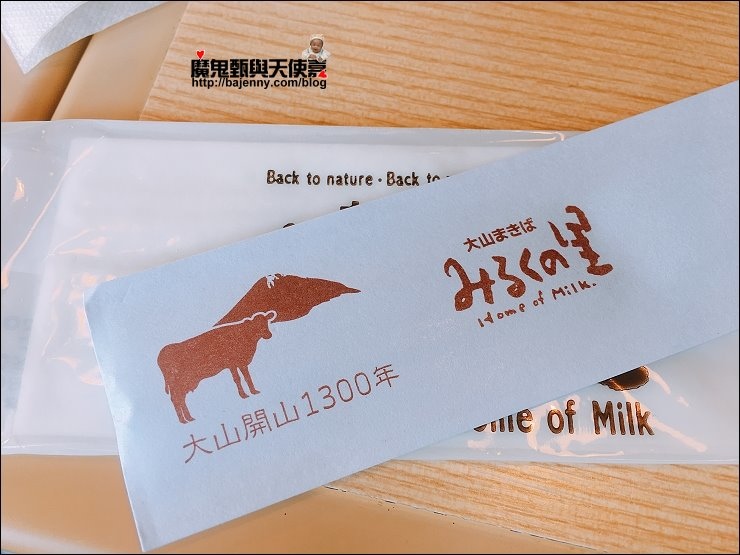 魔鬼甄與天使嘉
http://bajenny.com/blog
Back to nature・Back to
大山まきば
みるくの里
Home of Milk.
大山開山1300年
ome of Milk